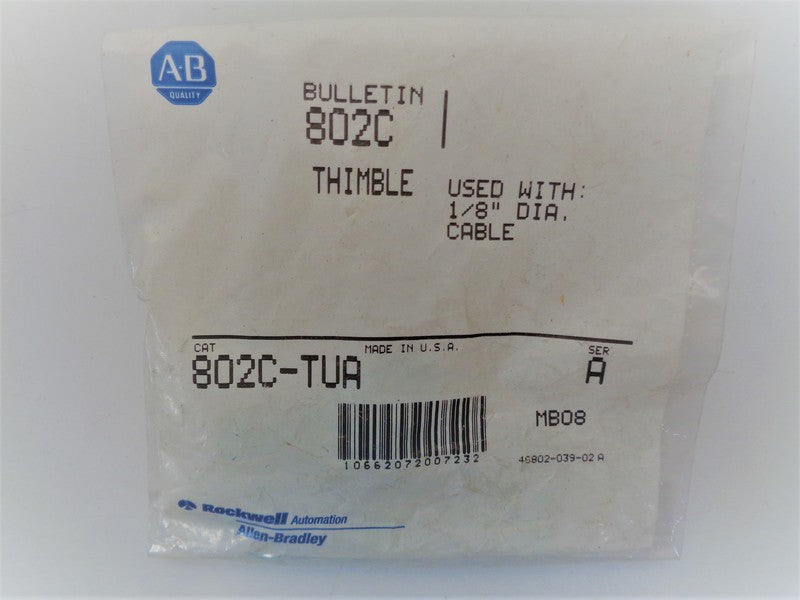 A-B
QUALITY
BULLETIN
802C
THIMBLE
USED WITH:
1/8" DIA.
CABLE
CAT
MADE IN U.S.A.
SER
802C-TUA
A
MB08
10662072007232
46802-039-02 A
Rockwell Automation
Allen-Bradley